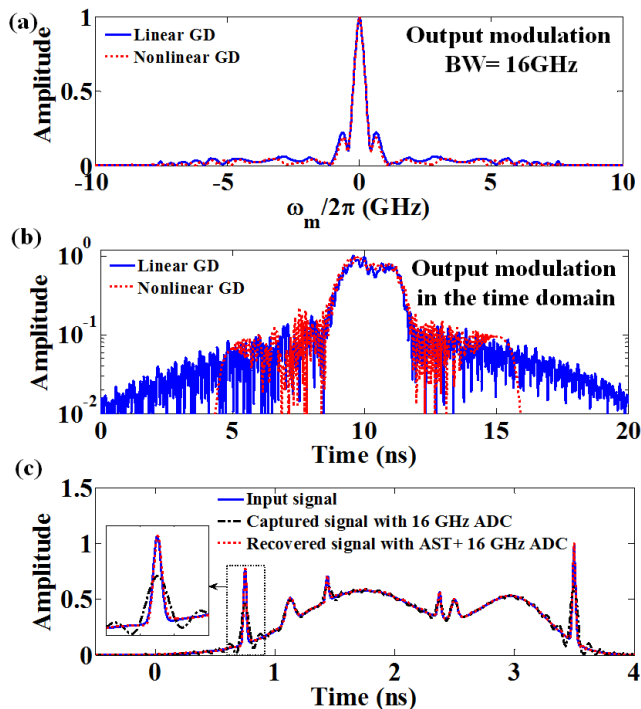 (a)
Amplitude
1
0.5
0
Linear GD
Nonlinear GD
Output modulation
BW= 16GHz
-10 -5 0 5 10
ω_m/2π (GHz)
(b)
Amplitude
10^0
10^-1
10^-2
Linear GD
Nonlinear GD
Output modulation
in the time domain
0 5 10 15 20
Time (ns)
(c)
Amplitude
1.5
1
0.5
0
Input signal
Captured signal with 16 GHz ADC
Recovered signal with AST+ 16 GHz ADC
0 1 2 3 4
Time (ns)